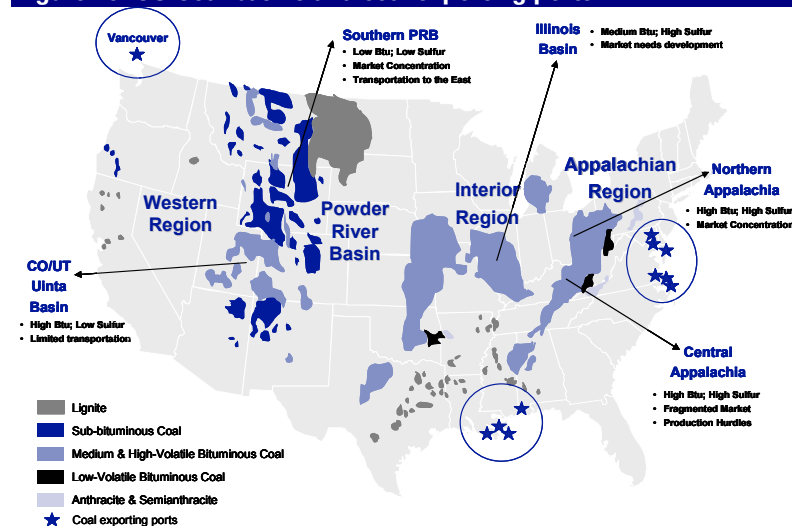 Vancouver
Southern PRB
• Low Btu; Low Sulfur
• Market Concentration
• Transportation to the East
Illinois
Basin
• Medium Btu; High Sulfur
• Market needs development
Appalachian
Region
Northern
Appalachia
• High Btu; High Sulfur
• Market Concentration
Western
Region
Powder
River
Basin
Interior
Region
CO/UT
Uinta
Basin
• High Btu; Low Sulfur
• Limited transportation
Central
Appalachia
• High Btu; High Sulfur
• Fragmented Market
• Production Hurdles
Lignite
Sub-bituminous Coal
Medium & High-Volatile Bituminous Coal
Low-Volatile Bituminous Coal
Anthracite & Semianthracite
Coal exporting ports